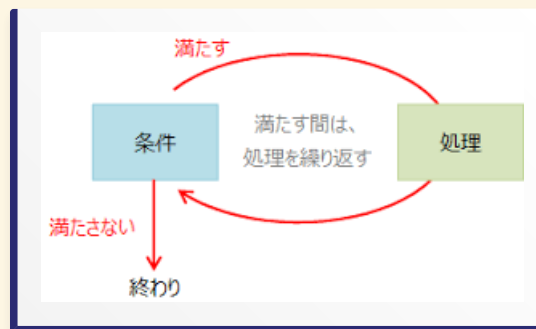 満たす
条件
満たす間は、
処理を繰り返す
処理
満たさない
終わり